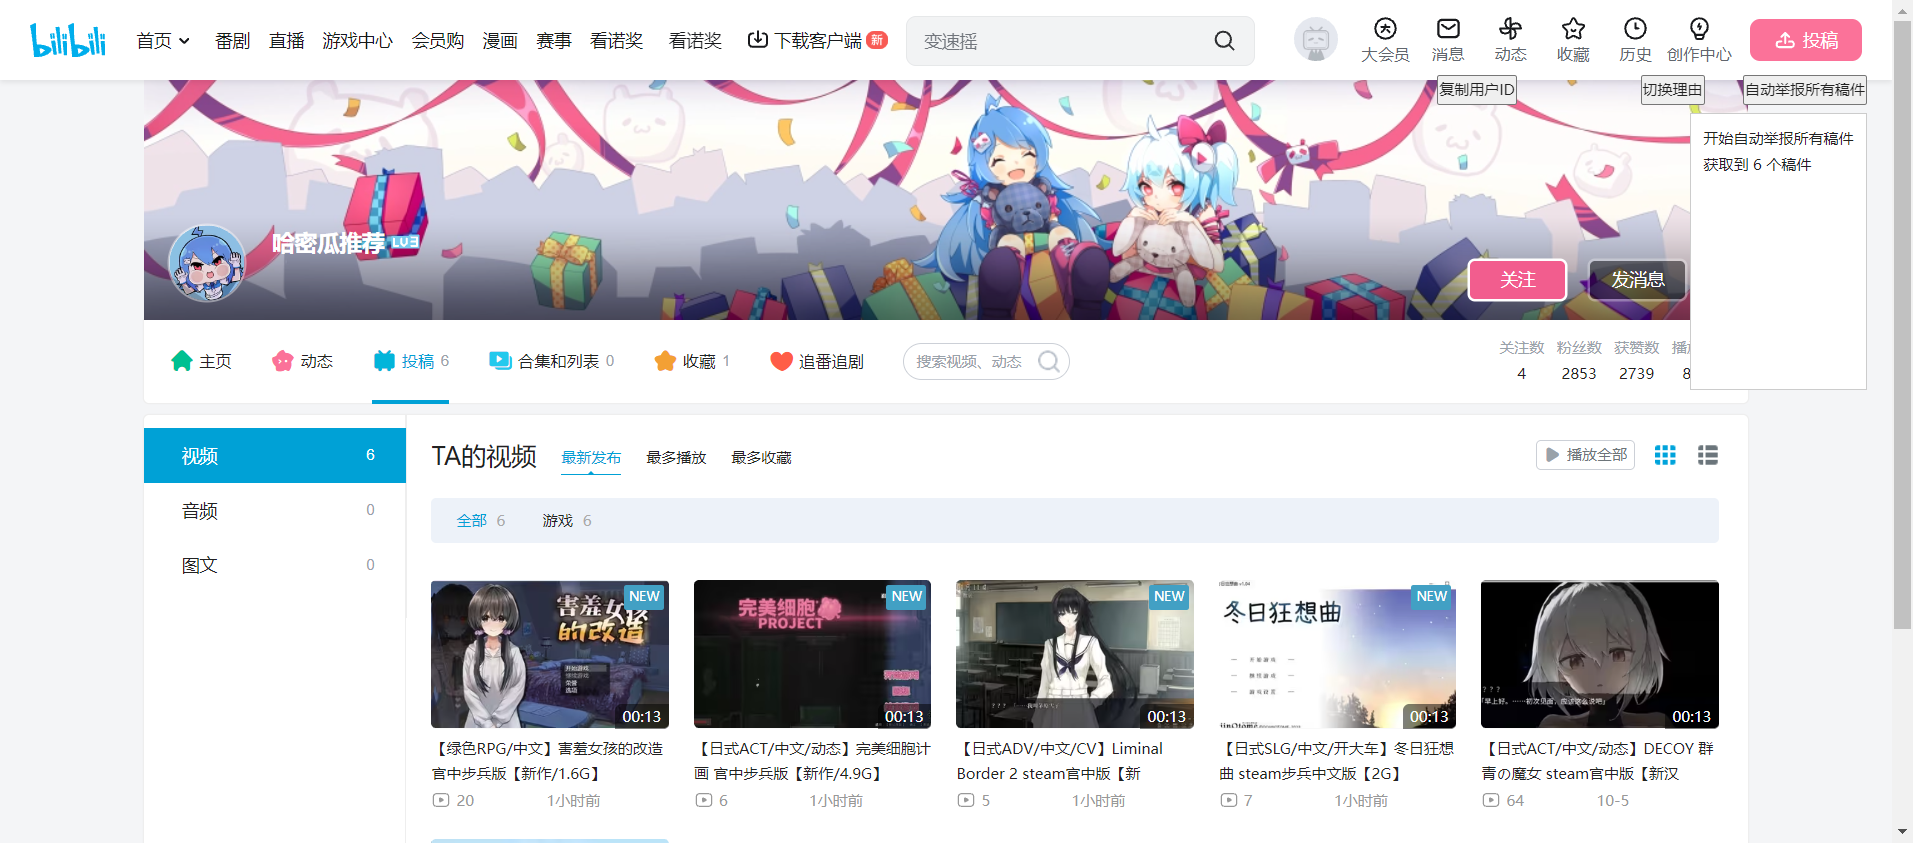 bilibili
首页 番剧 直播 游戏中心 会员购 漫画 赛事 看诺奖 看诺奖 下载客户端 新
变速摇
大会员 消息 动态 收藏 历史 创作中心 投稿
复制用户ID 切换理由 自动举报所有稿件
开始自动举报所有稿件
获取到 6 个稿件
哈密瓜推荐 LV3
关注 发消息
主页 动态 投稿 6 合集和列表 0 收藏 1 追番追剧 搜索视频、动态
关注数 粉丝数 获赞数
4 2853 2739 8
视频 6
音频 0
图文 0
TA的视频 最新发布 最多播放 最多收藏 播放全部
全部 6 游戏 6
害羞女孩
的改造
开始游戏
继续游戏
荣誉
选项
NEW
00:13
完美细胞
PROJECT
NEW
00:13
NEW
00:13
冬日狂想曲
NEW
00:13
？？？
00:13
【绿色RPG/中文】害羞女孩的改造
官中步兵版【新作/1.6G】
20 1小时前
【日式ACT/中文/动态】完美细胞计
画 官中步兵版【新作/4.9G】
6 1小时前
【日式ADV/中文/CV】Liminal
Border 2 steam官中版【新
5 1小时前
【日式SLG/中文/开大车】冬日狂想
曲 steam步兵中文版【2G】
7 1小时前
【日式ACT/中文/动态】DECOY 群
青の魔女 steam官中版【新汉
64 10-5